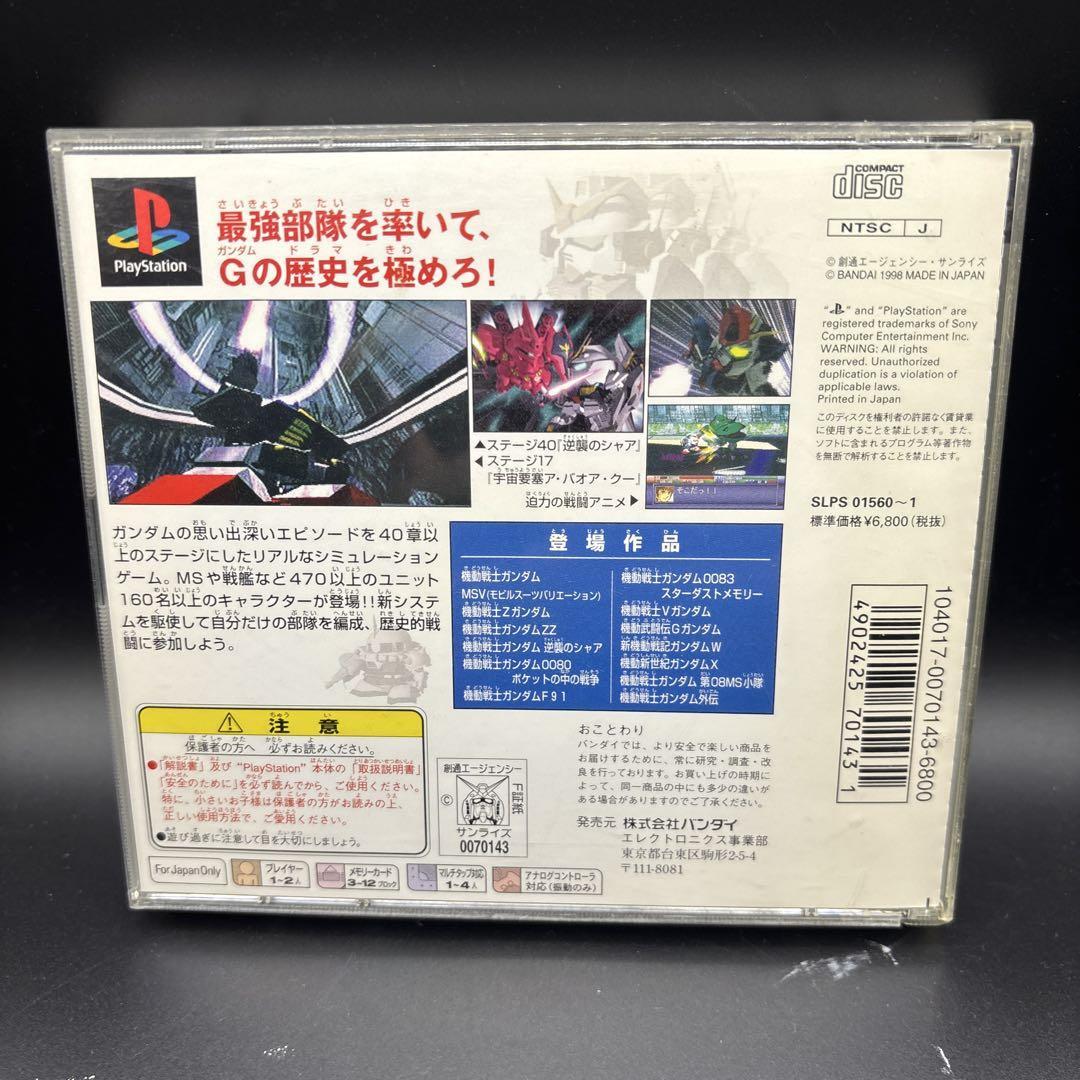 PlayStation
最強部隊を率いて、
Gの歴史を極めろ!
さいきょう ぶ たい ひき
ガンダム ドラマ きわ
COMPACT
disc
NTSC J
© 創通エージェンシー・サンライズ
© BANDAI 1998 MADE IN JAPAN
" " and "PlayStation" are
registered trademarks of Sony
Computer Entertainment Inc.
WARNING: All rights
reserved. Unauthorized
duplication is a violation of
applicable laws.
Printed in Japan
このディスクを権利者の許諾なく賃貸業
に使用することを禁止します。また、
ソフトに含まれるプログラム等著作物
を無断で解析することを禁止します。
SLPS 01560〜1
標準価格¥6,800(税抜)
▲ステージ40『逆襲のシャア』
◀ステージ17
『宇宙要塞ア・バオア・クー』
迫力の戦闘アニメ▶
そこだっ!!
ガンダムの思い出深いエピソードを40章以
上のステージにしたリアルなシミュレーション
ゲーム。MSや戦艦など470以上のユニット
160名以上のキャラクターが登場!!新システ
ムを駆使して自分だけの部隊を編成、歴史的戦
闘に参加しよう。
登場作品
機動戦士ガンダム
MSV(モビルスーツバリエーション)
機動戦士Zガンダム
機動戦士ガンダムZZ
機動戦士ガンダム 逆襲のシャア
機動戦士ガンダム0080
ポケットの中の戦争
機動戦士ガンダムF91
機動戦士ガンダム0083
スターダストメモリー
機動戦士Vガンダム
機動武闘伝Gガンダム
新機動戦記ガンダムW
機動新世紀ガンダムX
機動戦士ガンダム 第08MS小隊
機動戦士ガンダム外伝
注意
保護者の方へ 必ずお読みください。
●「解説書」及び"PlayStation"本体の「取扱説明書」
「安全のために」を必ず読んでから、ご使用ください。
特に、小さいお子様は保護者の方がお読みの上、
正しい使用方法で、ご愛用ください。
●遊び過ぎに注意して目を大切にしましょう。
創通エージェンシー
©
F証紙
サンライズ
0070143
おことわり
バンダイでは、より安全で楽しい商品を
お届けするために、常に研究・調査・改
良を行っております。お買い上げの時期に
よって、同一商品の中にも多少の違いが
ある場合がありますのでご了承ください。
発売元 株式会社バンダイ
エレクトロニクス事業部
東京都台東区駒形2-5-4
〒111-8081
For Japan Only
プレイヤー
1〜2人
メモリーカード
3〜12ブロック
マルチタップ対応
1〜4人
アナログコントローラ
対応(振動のみ)
4902425701431
104017-0070143-6800